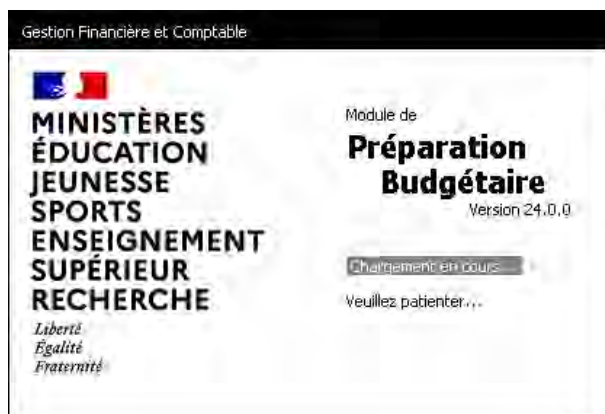 Gestion Financière et Comptable
MINISTÈRES
ÉDUCATION
JEUNESSE
SPORTS
ENSEIGNEMENT
SUPÉRIEUR
RECHERCHE
Liberté
Égalité
Fraternité
Module de
Préparation
Budgétaire
Version 24.0.0
Chargement en cours...
Veuillez patienter...